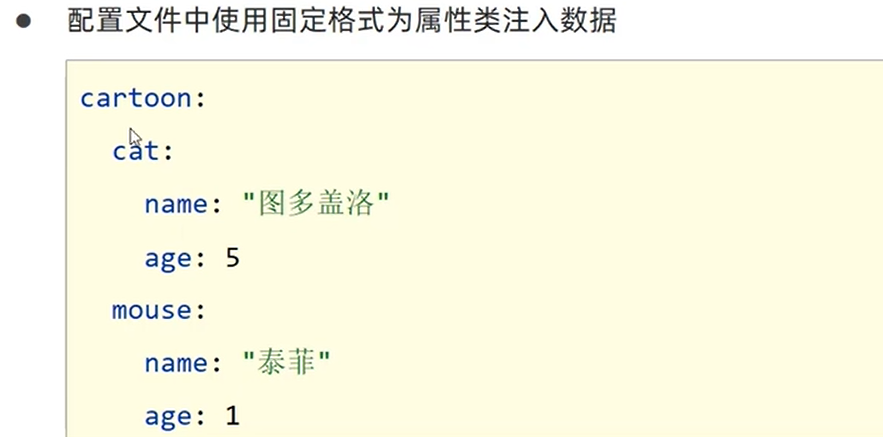 ● 配置文件中使用固定格式为属性类注入数据
cartoon:
  cat:
    name: "图多盖洛"
    age: 5
  mouse:
    name: "泰菲"
    age: 1